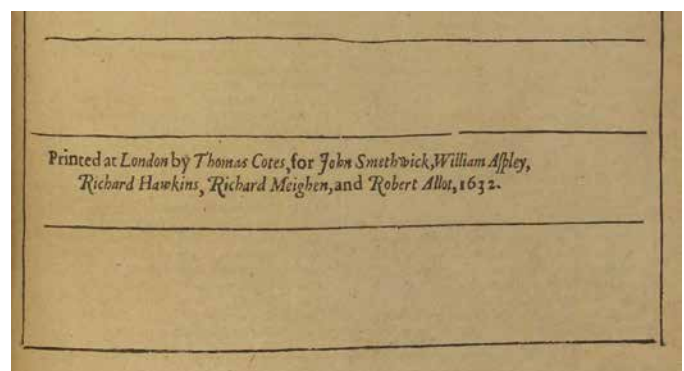 Printed at London by Thomas Cotes, for John Smethwick, William Aſpley,
Richard Hawkins, Richard Meighen, and Robert Allot, 1632.